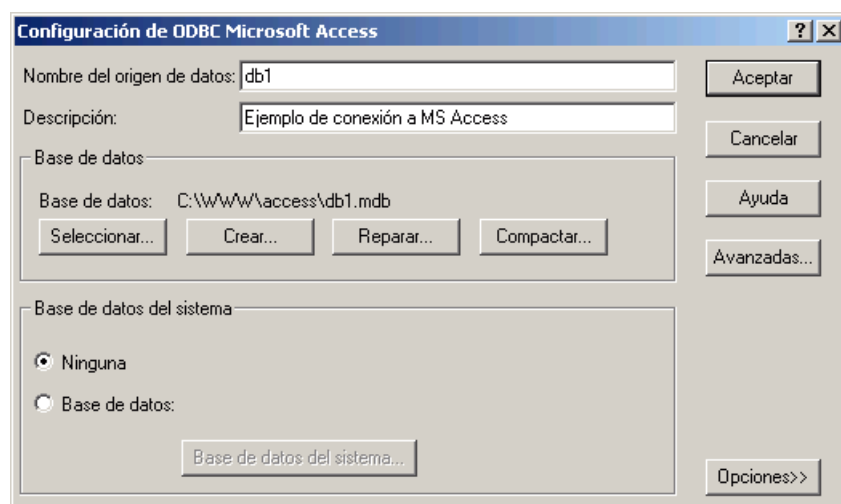 Configuración de ODBC Microsoft Access
Nombre del origen de datos: db1
Aceptar
Descripción: Ejemplo de conexión a MS Access
Cancelar
Base de datos
Base de datos: C:\WWW\access\db1.mdb
Ayuda
Seleccionar... Crear... Reparar... Compactar...
Avanzadas...
Base de datos del sistema
Ninguna
Base de datos:
Base de datos del sistema...
Opciones>>